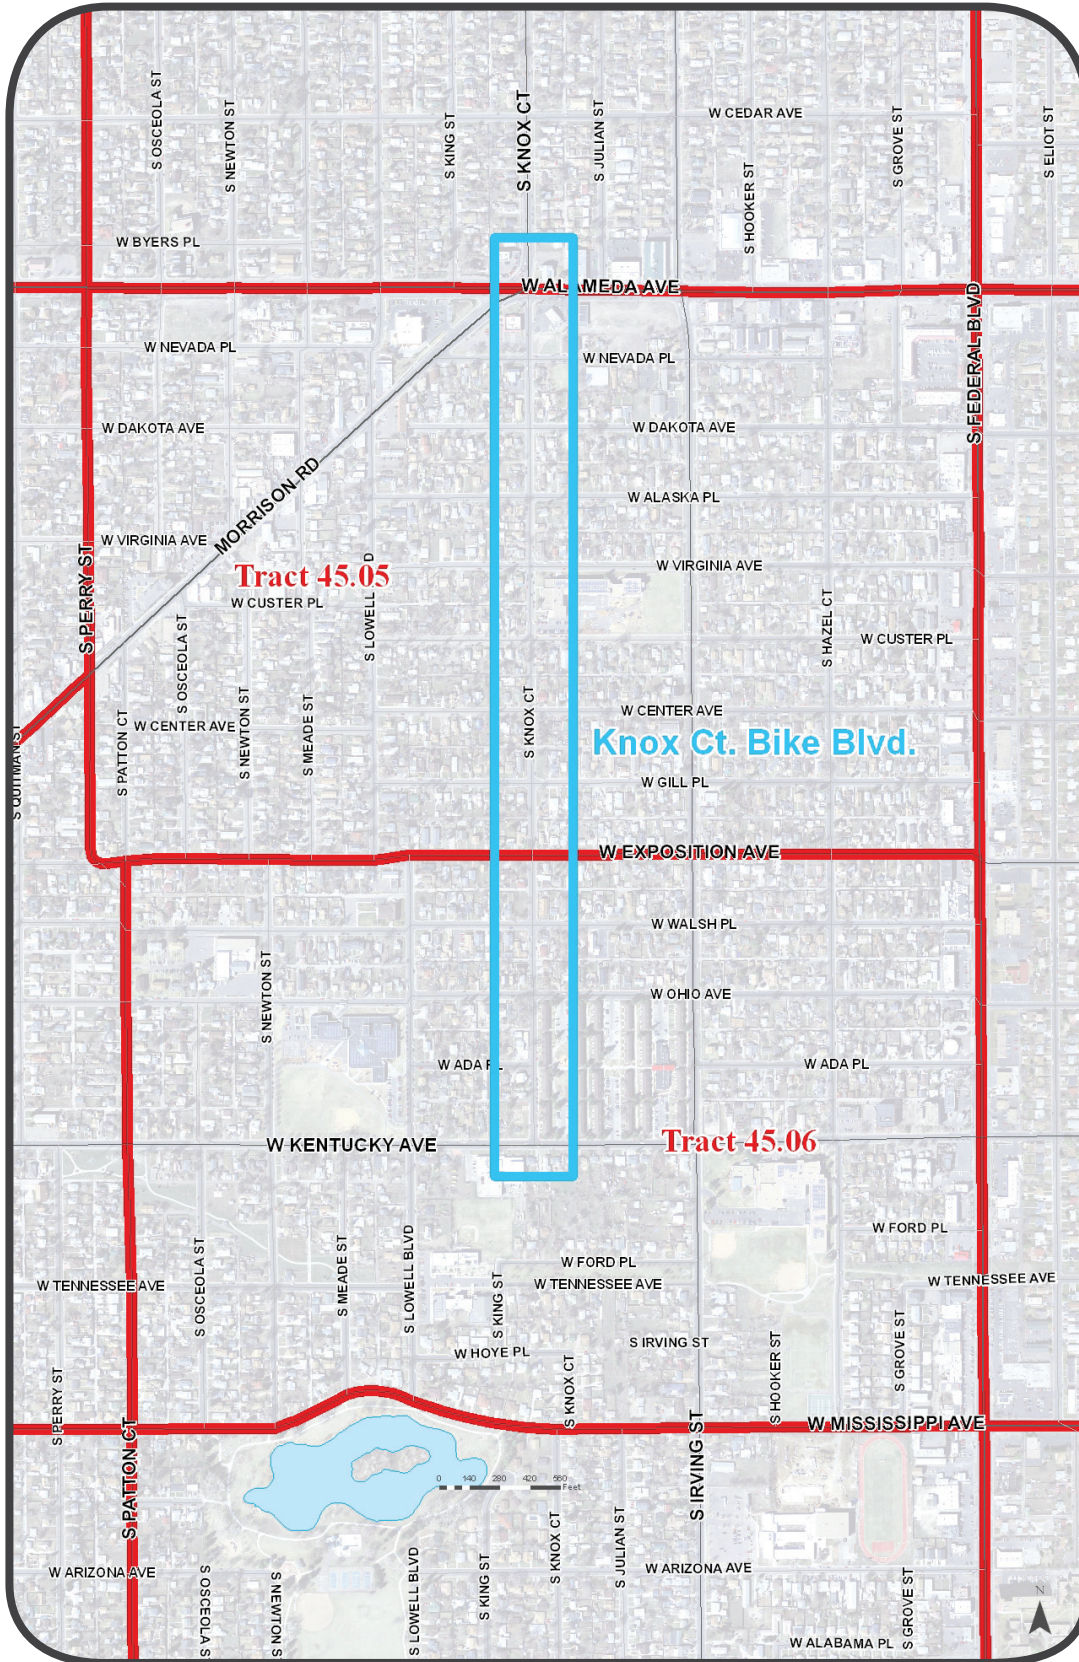 S OSCEOLA ST
S NEWTON ST
S KING ST
S KNOX CT
S JULIAN ST
W CEDAR AVE
S HOOKER ST
S GROVE ST
S ELIOT ST
W BYERS PL
W ALAMEDA AVE
S FEDERAL BLVD
W NEVADA PL
W NEVADA PL
W DAKOTA AVE
W DAKOTA AVE
MORRISON RD
W ALASKA PL
W VIRGINIA AVE
W VIRGINIA AVE
S PERRY ST
Tract 45.05
W CUSTER PL
S LOWELL D
S OSCEOLA ST
S HAZEL CT
W CUSTER PL
S PATTON CT
W CENTER AVE
S NEWTON ST
S MEADE ST
S KNOX CT
W CENTER AVE
Knox Ct. Bike Blvd.
S QUITMAN ST
W GILL PL
W EXPOSITION AVE
W WALSH PL
S NEWTON ST
W OHIO AVE
W ADA PL
W ADA PL
W KENTUCKY AVE
Tract 45.06
W FORD PL
S OSCEOLA ST
S MEADE ST
S LOWELL BLVD
W FORD PL
W TENNESSEE AVE
S KING ST
W TENNESSEE AVE
W TENNESSEE AVE
W HOYE PL
S IRVING ST
S HOOKER ST
S GROVE ST
S PERRY ST
S KNOX CT
W MISSISSIPPI AVE
S PATTON CT
S IRVING ST
0 140 280 420 560
Feet
S KNOX CT
S JULIAN ST
W ARIZONA AVE
S OSCEOLA S
S NEWTON S
S LOWELL BLVD
S KING ST
W ARIZONA AVE
S GROVE ST
N
W ALABAMA PL